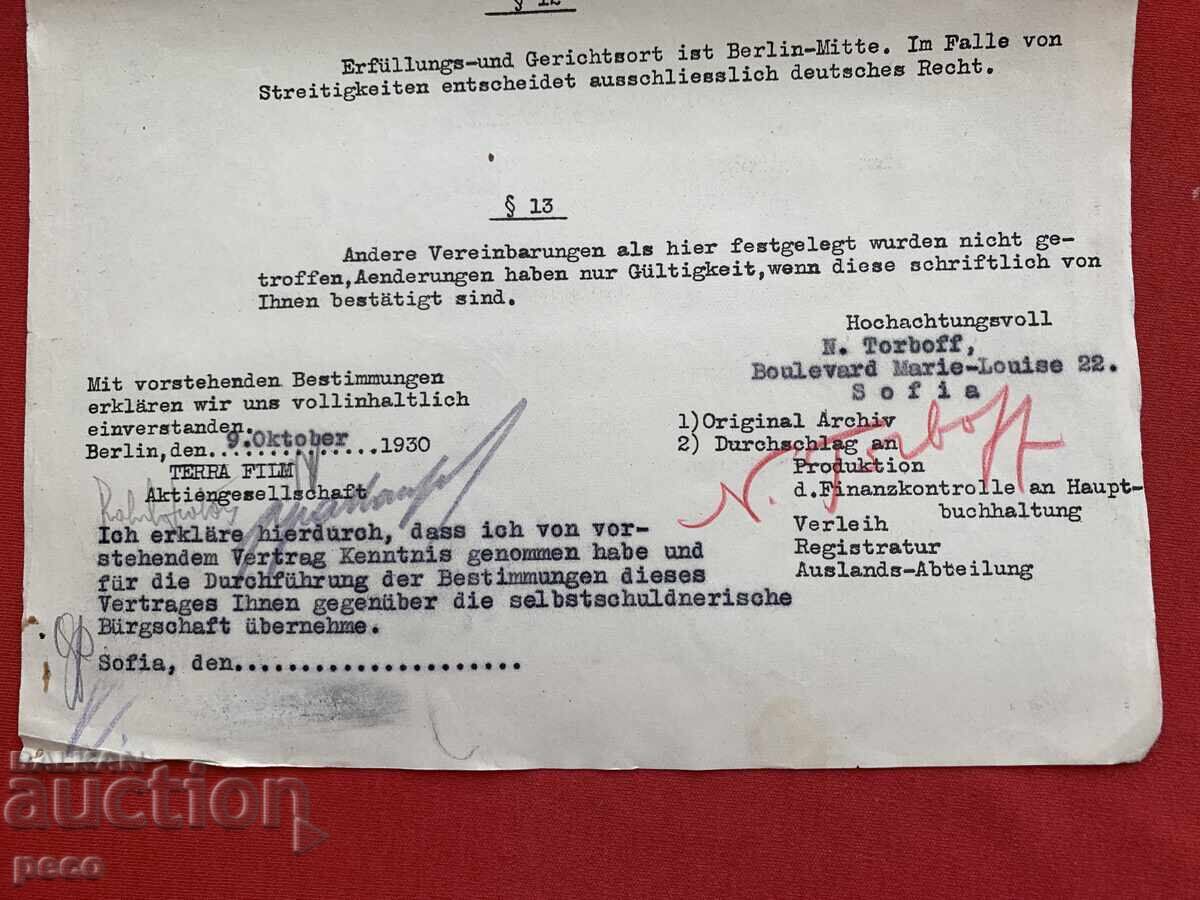 § 12
Erfüllungs-und Gerichtsort ist Berlin-Mitte. Im Falle von
Streitigkeiten entscheidet ausschliesslich deutsches Recht.
§ 13
Andere Vereinbarungen als hier festgelegt wurden nicht ge-
troffen,Aenderungen haben nur Gültigkeit,wenn diese schriftlich von
Ihnen bestätigt sind.
Hochachtungsvoll
N. Torboff,
Boulevard Marie-Louise 22.
Sofia
Mit vorstehenden Bestimmungen
erklären wir uns vollinhaltlich
einverstanden.
Berlin,den 9.Oktober 1930
TERRA FILM
Aktiengesellschaft
1)Original Archiv
2) Durchschlag an
Produktion
d.Finanzkontrolle an Haupt-
buchhaltung
Verleih
Registratur
Auslands-Abteilung
N. Torboff
Ich erkläre hierdurch, dass ich von vor-
stehendem Vertrag Kenntnis genommen habe und
für die Durchführung der Bestimmungen dieses
Vertrages Ihnen gegenüber die selbstschuldnerische
Bürgschaft übernehme.
Sofia, den......................
BALKAN
auction
peco